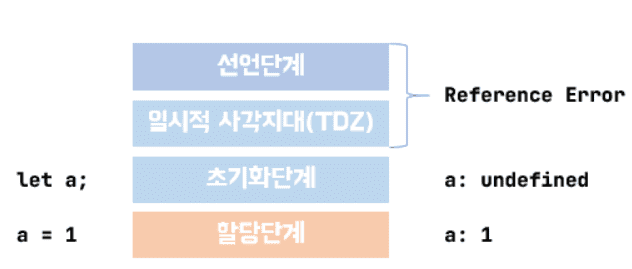 선언단계
일시적 사각지대(TDZ)
Reference Error
let a;
초기화단계
a: undefined
a = 1
할당단계
a: 1